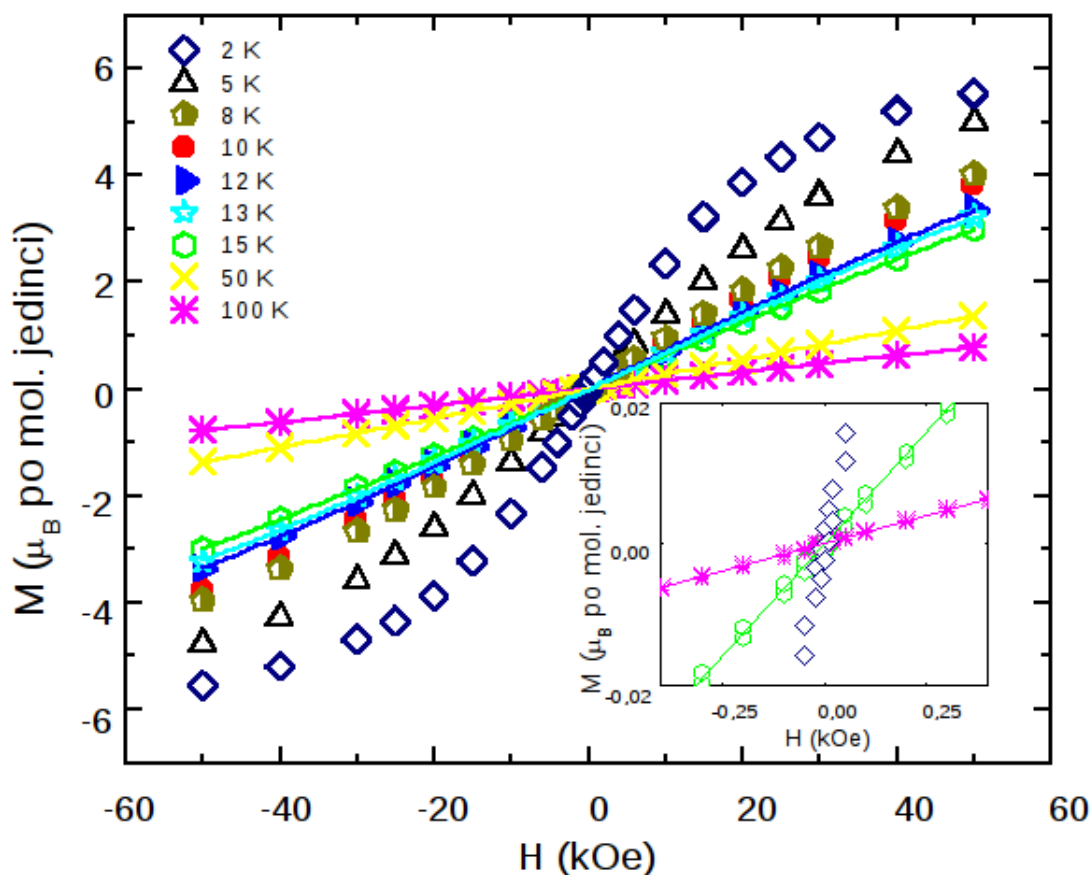 2 K
5 K
8 K
10 K
12 K
13 K
15 K
50 K
100 K
6
4
2
0
-2
-4
-6
M (μB po mol. jedinci)
-60
-40
-20
0
20
40
60
H (kOe)
0,02
0,00
-0,02
M (μB po mol. jedinci)
-0,25
0,00
0,25
H (kOe)